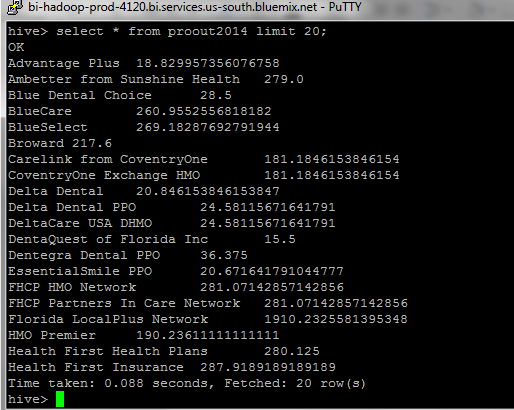 bi-hadoop-prod-4120.bi.services.us-south.bluemix.net - PuTTY
hive> select * from proout2014 limit 20;
OK
Advantage Plus 18.829957356076758
Ambetter from Sunshine Health 279.0
Blue Dental Choice 28.5
BlueCare 260.9552556818182
BlueSelect 269.18287692791944
Broward 217.6
Carelink from CoventryOne 181.1846153846154
CoventryOne Exchange HMO 181.1846153846154
Delta Dental 20.846153846153847
Delta Dental PPO 24.58115671641791
DeltaCare USA DHMO 24.58115671641791
DentaQuest of Florida Inc 15.5
Dentegra Dental PPO 36.375
EssentialSmile PPO 20.671641791044777
FHCP HMO Network 281.07142857142856
FHCP Partners In Care Network 281.07142857142856
Florida LocalPlus Network 1910.2325581395348
HMO Premier 190.23611111111111
Health First Health Plans 280.125
Health First Insurance 287.9189189189189
Time taken: 0.088 seconds, Fetched: 20 row(s)
hive>